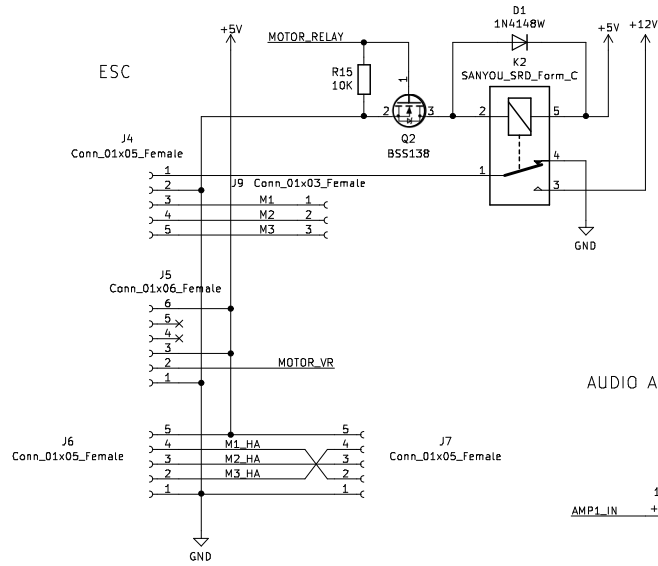 D1
1N4148W
+5V
+5V
+12V
MOTOR_RELAY
ESC
K2
SANYOU_SRD_Form_C
R15
10K
1
2
3
2
5
Q2
BSS138
J4
Conn_01x05_Female
4
1
1
3
2
J9 Conn_01x03_Female
3
M1
1
4
M2
2
5
M3
3
GND
J5
Conn_01x06_Female
6
5
4
3
2
MOTOR_VR
1
AUDIO A
J6
Conn_01x05_Female
5
5
4
M1_HA
4
3
M2_HA
3
2
M3_HA
2
1
1
J7
Conn_01x05_Female
1
AMP1_IN
+
GND